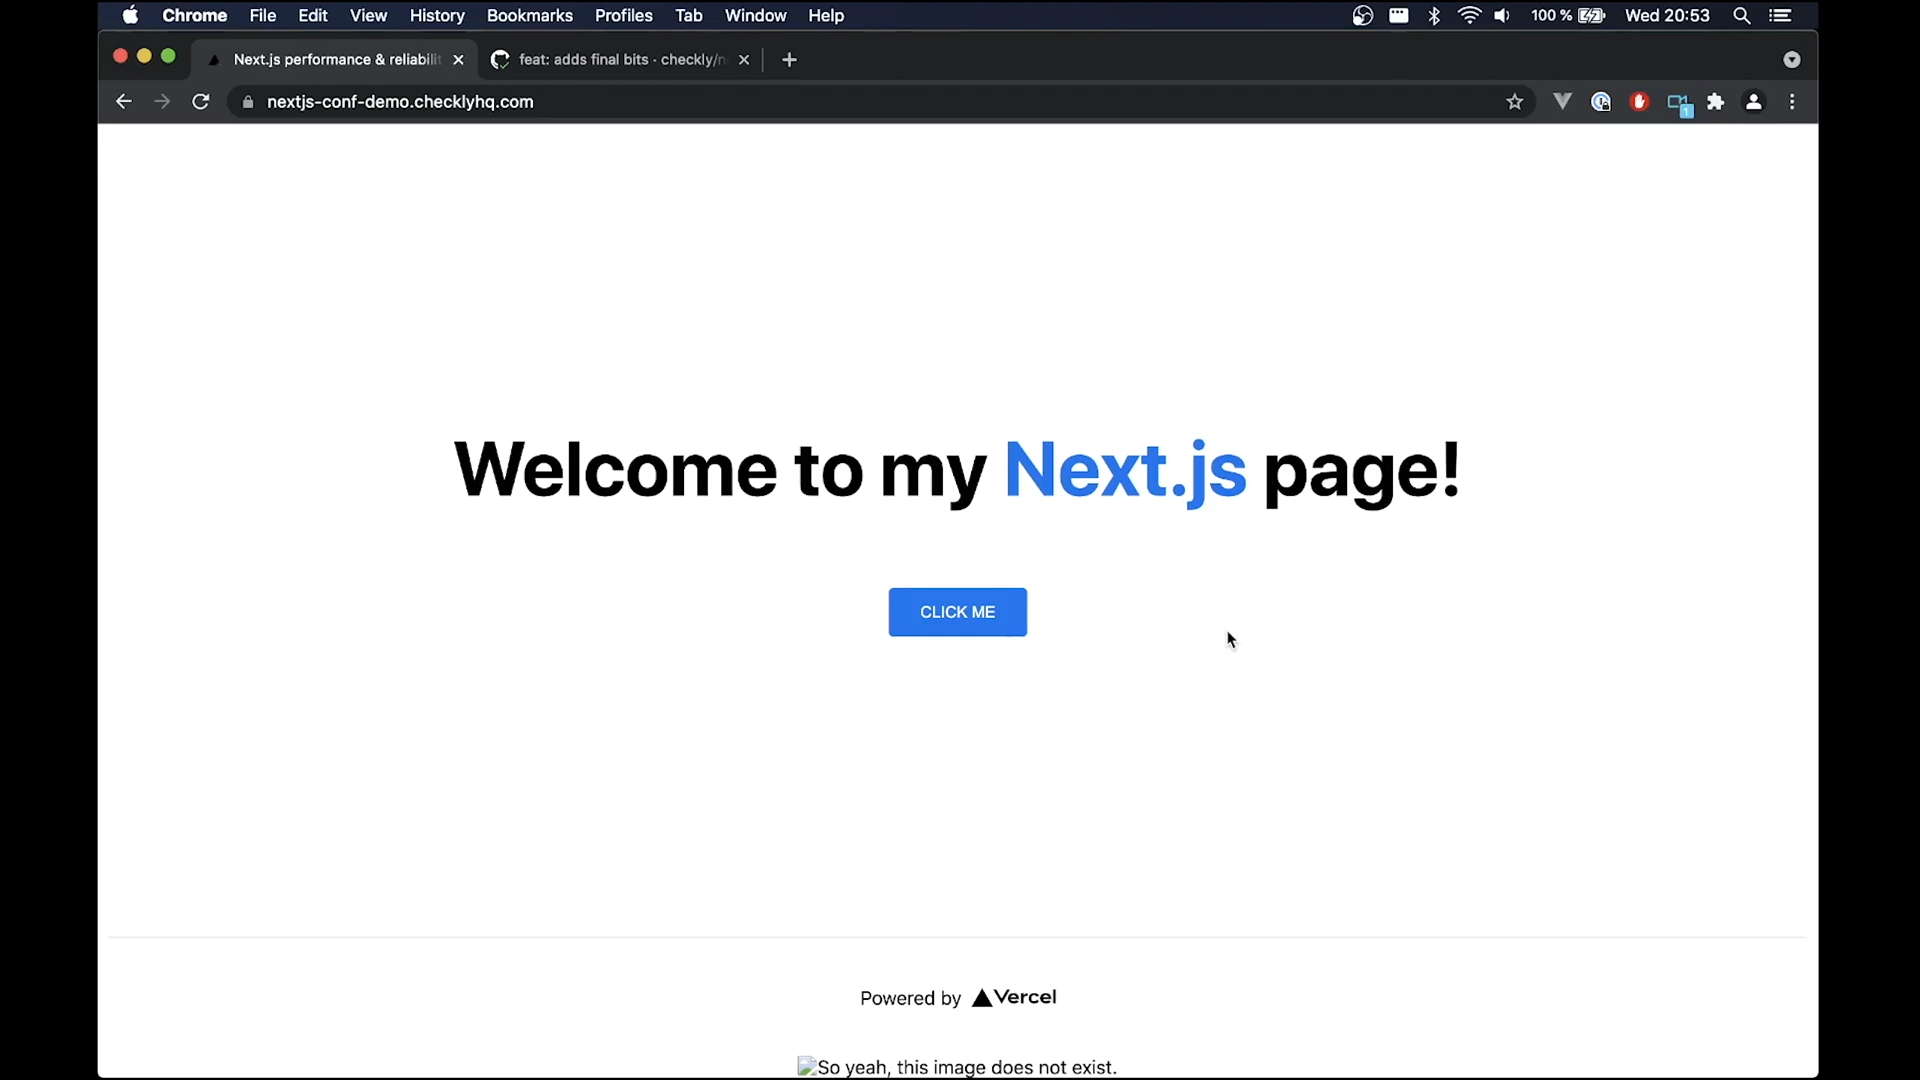 Chrome File Edit View History Bookmarks Profiles Tab Window Help 100 % Wed 20:53
Next.js performance & reliabilit feat: adds final bits · checkly/n
nextjs-conf-demo.checklyhq.com
1
Welcome to my Next.js page!
CLICK ME
Powered by Vercel
So yeah, this image does not exist.